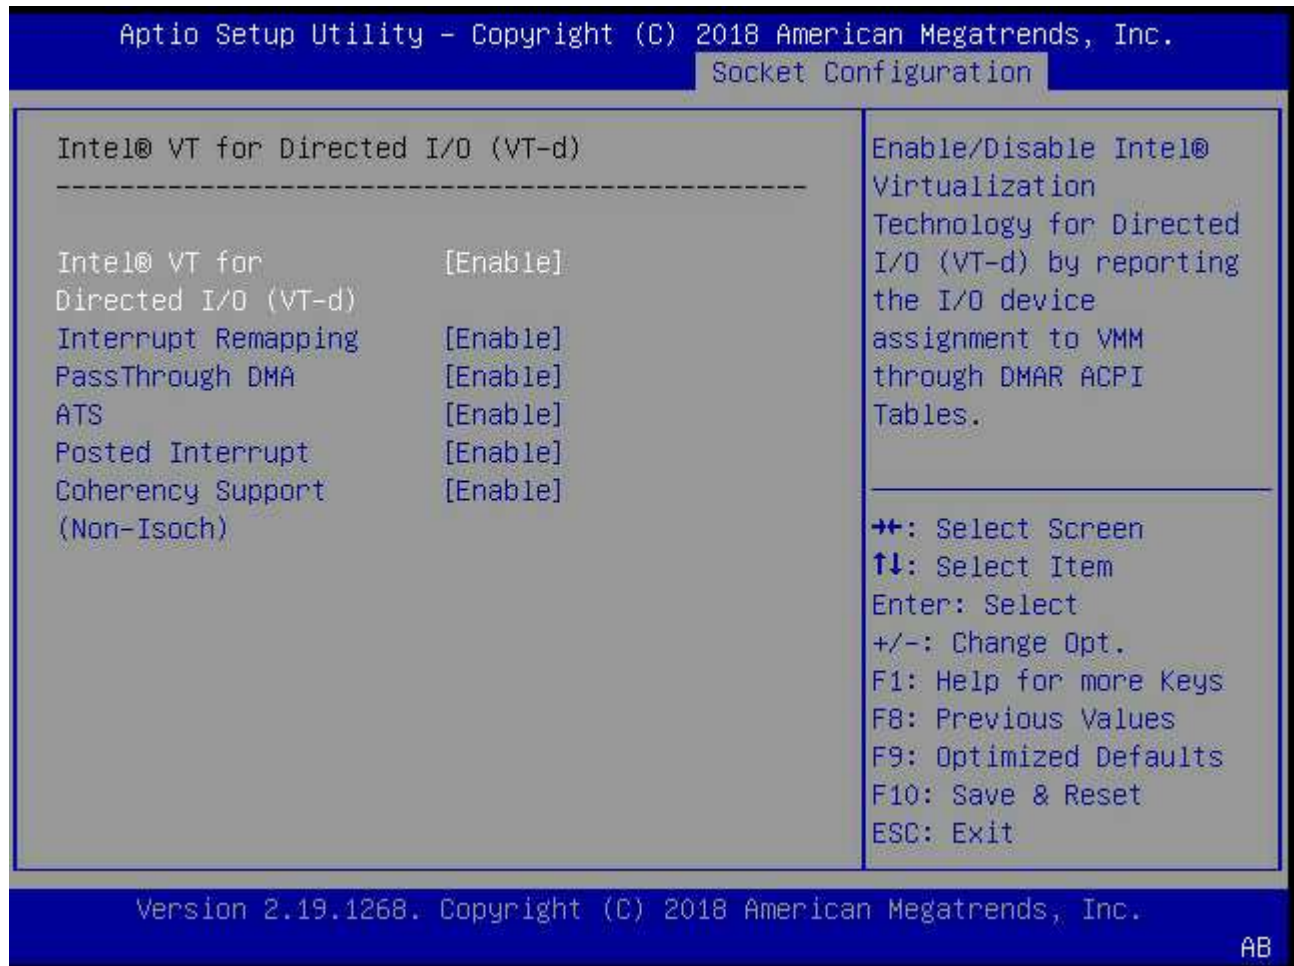 Aptio Setup Utility – Copyright (C) 2018 American Megatrends, Inc.
Socket Configuration
Intel® VT for Directed I/O (VT-d)
-----------------------------------------------
Intel® VT for [Enable]
Directed I/O (VT-d)
Interrupt Remapping [Enable]
PassThrough DMA [Enable]
ATS [Enable]
Posted Interrupt [Enable]
Coherency Support [Enable]
(Non-Isoch)
Enable/Disable Intel®
Virtualization
Technology for Directed
I/O (VT-d) by reporting
the I/O device
assignment to VMM
through DMAR ACPI
Tables.
→←: Select Screen
↑↓: Select Item
Enter: Select
+/-: Change Opt.
F1: Help for more Keys
F8: Previous Values
F9: Optimized Defaults
F10: Save & Reset
ESC: Exit
Version 2.19.1268. Copyright (C) 2018 American Megatrends, Inc.
AB